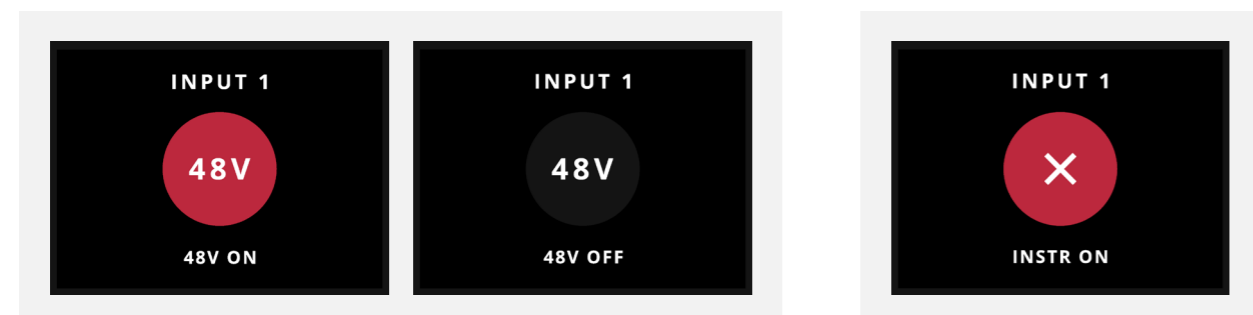 INPUT 1
48V
48V ON
INPUT 1
48V
48V OFF
INPUT 1
INSTR ON